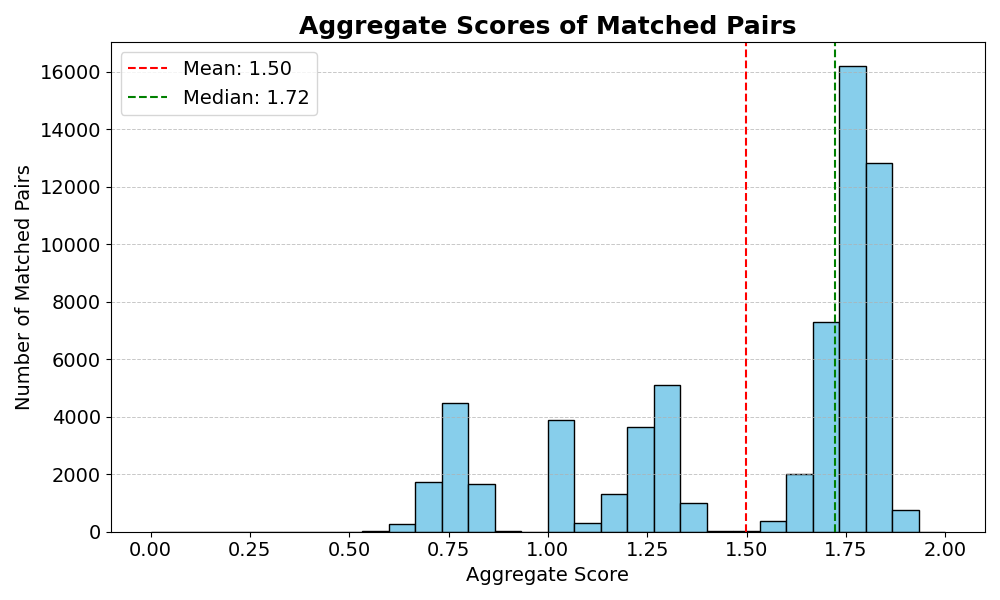 Aggregate Scores of Matched Pairs
Mean: 1.50
Median: 1.72
Number of Matched Pairs
16000
14000
12000
10000
8000
6000
4000
2000
0
0.00 0.25 0.50 0.75 1.00 1.25 1.50 1.75 2.00
Aggregate Score